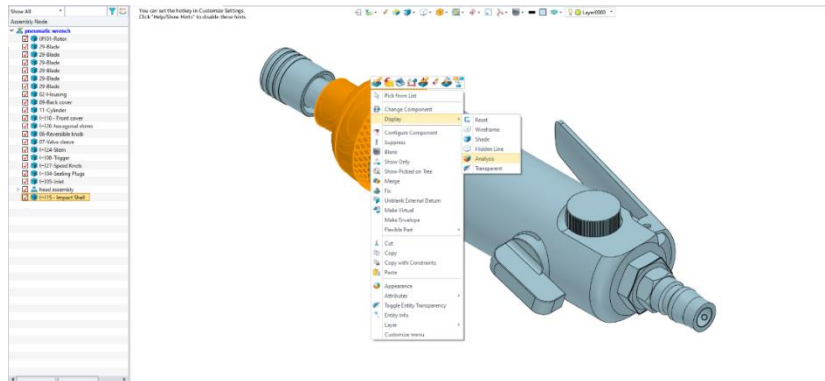 Show All
You can set the hotkey in Customize Settings.
Click "Help/Show Hints" to disable these hints.
Layer0000
Assembly Node
pneumatic wrench
29-Blade
29-Blade
29-Blade
29-Blade
29-Blade
29-Blade
02-Housing
09-Back cover
11-Cylinder
(-)10 - Front cover
(-)26-hexagonal shims
06-Reversible knob
07-Valve sleeve
(-)34-Stem
(-)30-Trigger
(-)27-Speed Knob
(-)04-Sealing Plugs
(-)05-Inlet
head assembly
(-)15 - Impact Shell
Pick from List
Change Component
Display
Configure Component
Suppress
Blank
Show Only
Show Picked on Tree
Merge
Fix
Unblank External Datum
Make Virtual
Make Envelope
Flexible Part
Cut
Copy
Copy with Constraints
Paste
Appearance
Attributes
Toggle Entity Transparency
Entity Info
Layer
Customize menu
Reset
Wireframe
Shade
Hidden Line
Analysis
Transparent